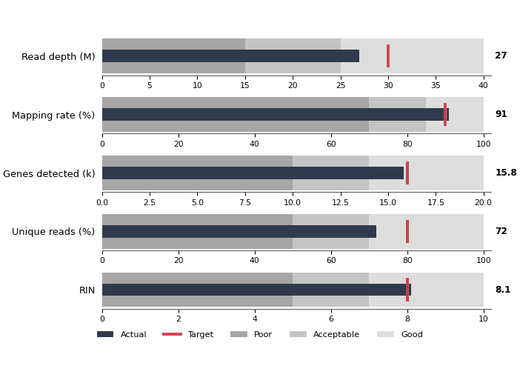 Read depth (M) 27
0 5 10 15 20 25 30 35 40
Mapping rate (%) 91
0 20 40 60 80 100
Genes detected (k) 15.8
0.0 2.5 5.0 7.5 10.0 12.5 15.0 17.5 20.0
Unique reads (%) 72
0 20 40 60 80 100
RIN 8.1
0 2 4 6 8 10
Actual Target Poor Acceptable Good